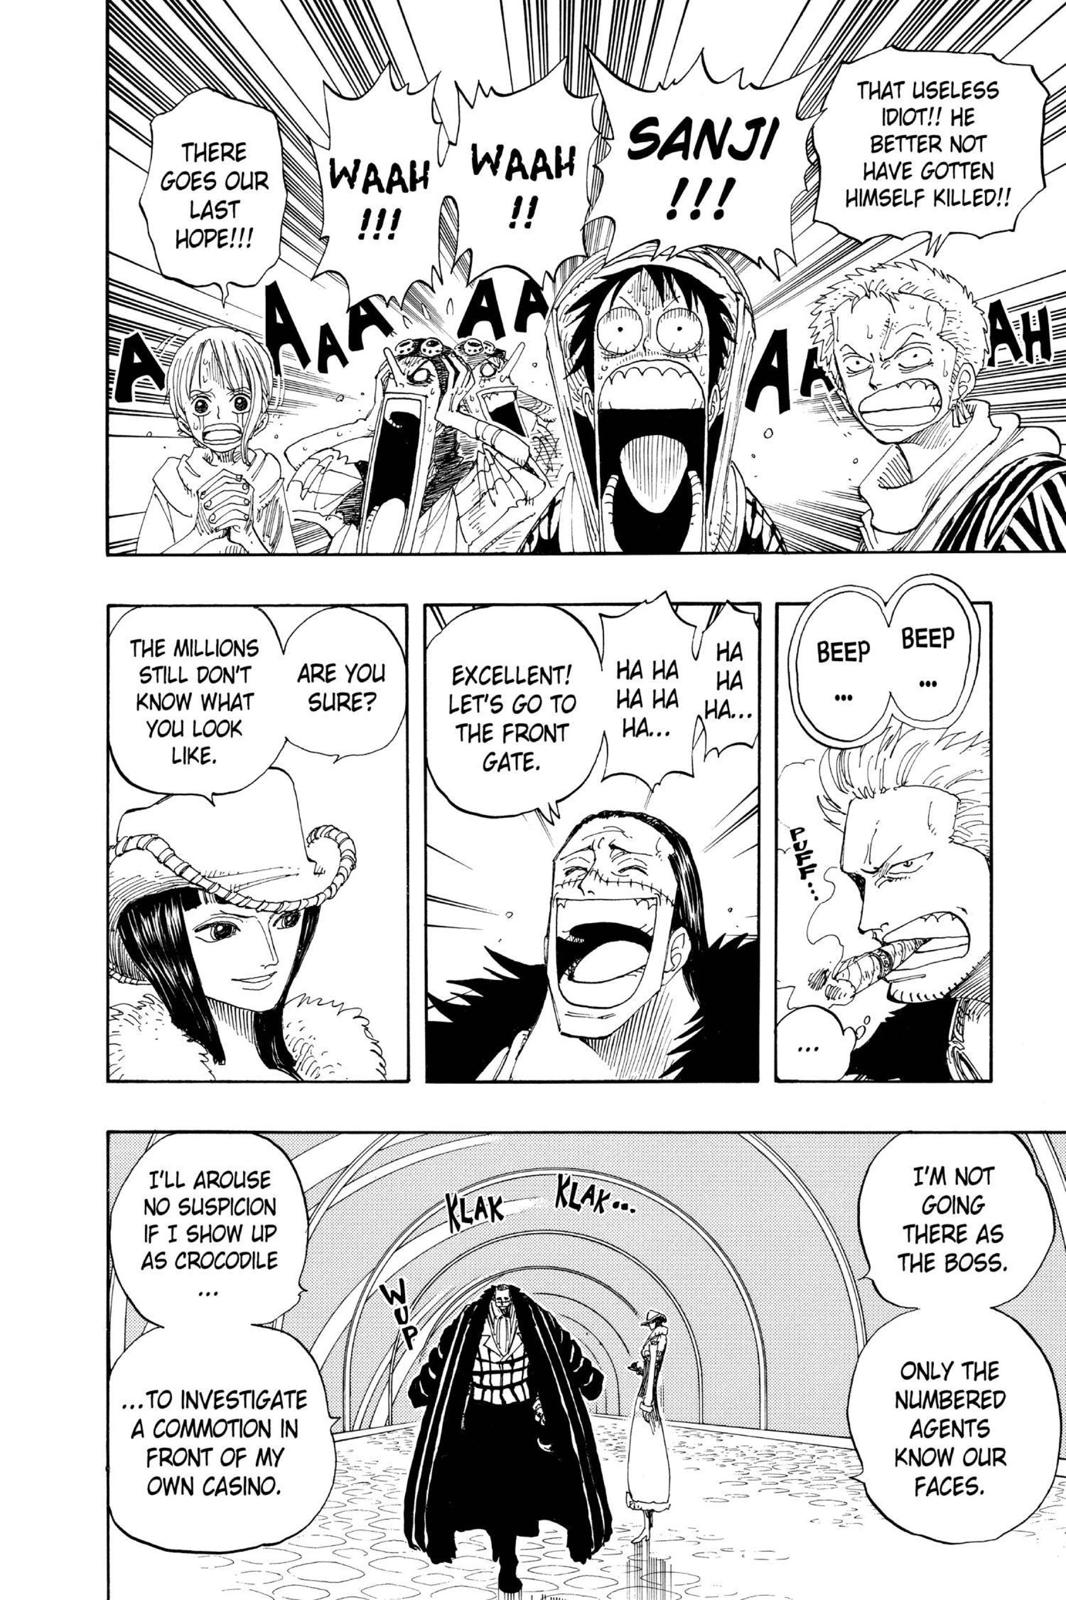 THAT USELESS
IDIOT!! HE
BETTER NOT
HAVE GOTTEN
HIMSELF KILLED!!
SANJI
!!!
WAAH
!!
WAAH
!!!
THERE
GOES OUR
LAST
HOPE!!!
A
AAAA
AA
AA
AAH
BEEP
...
BEEP
...
PUFF...
...
HA
HA
HA...
HA HA
HA HA
HA...
EXCELLENT!
LET'S GO TO
THE FRONT
GATE.
ARE YOU
SURE?
THE MILLIONS
STILL DON'T
KNOW WHAT
YOU LOOK
LIKE.
I'M NOT
GOING
THERE AS
THE BOSS.
ONLY THE
NUMBERED
AGENTS
KNOW OUR
FACES.
KLAK
KLAK...
WUP
I'LL AROUSE
NO SUSPICION
IF I SHOW UP
AS CROCODILE
...
...TO INVESTIGATE
A COMMOTION IN
FRONT OF MY
OWN CASINO.